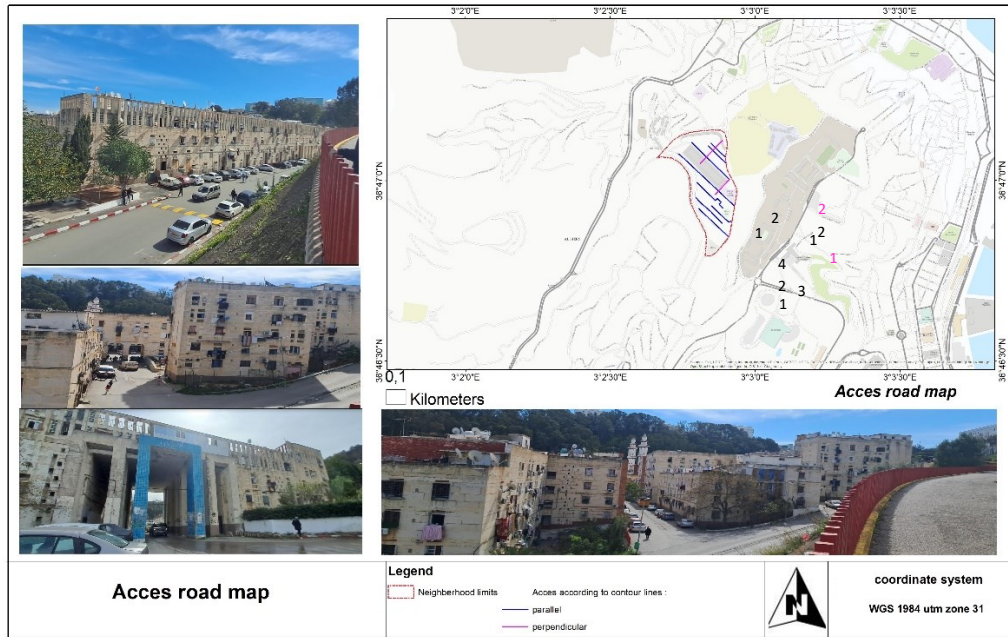 3°2'0"E 3°2'30"E 3°3'0"E 3°3'30"E
36°47'0"N 36°47'0"N
2
2
1
2
1
1
4
2
3
1
36°46'30"N 36°46'30"N
3°2'0"E 3°2'30"E 3°3'0"E 3°3'30"E
0,1
Kilometers
Acces road map
Acces road map
Legend
Neighberhood limits
Acces according to contour lines :
parallel
perpendicular
N
coordinate system
WGS 1984 utm zone 31